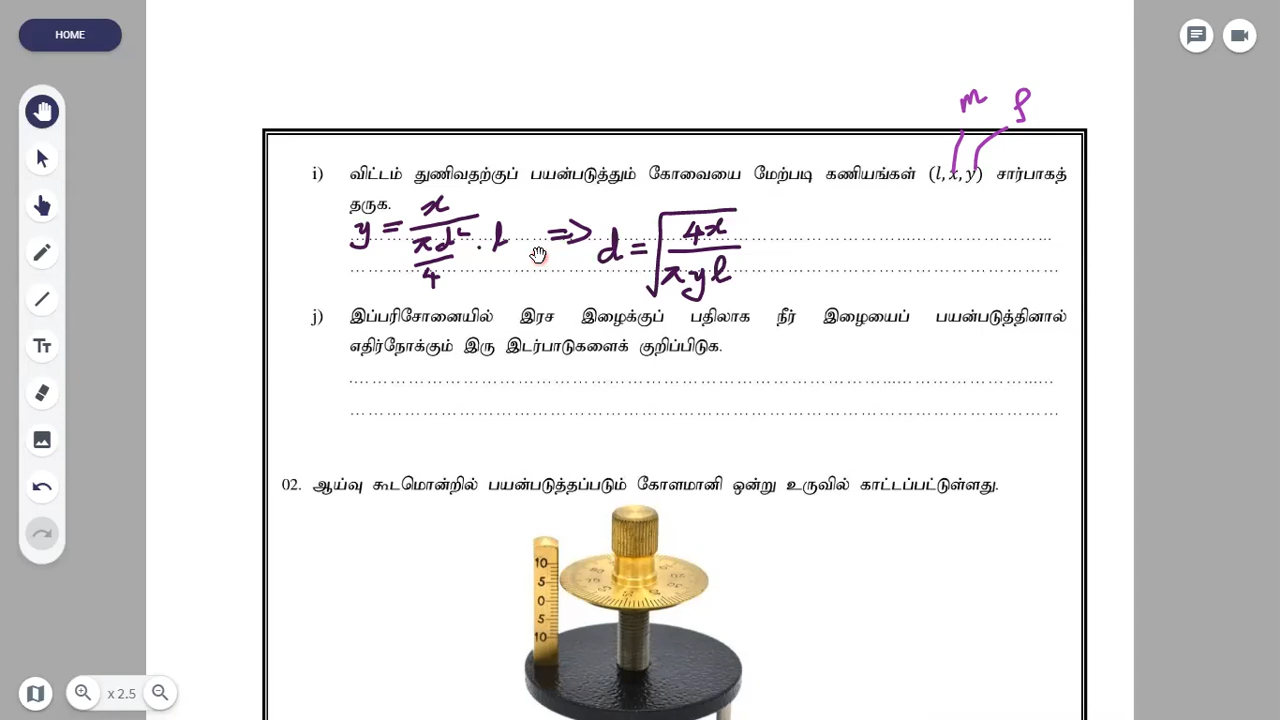 HOME
m ρ
i) விட்டம் துணிவதற்குப் பயன்படுத்தும் கோவையை மேற்படி கணியங்கள் (l, x, y) சார்பாகத்
தருக.
y = x / (πd²/4) . l => d = √(4x / πyl)
j) இப்பரிசோனையில் இரச இழைக்குப் பதிலாக நீர் இழையைப் பயன்படுத்தினால்
எதிர்நோக்கும் இரு இடர்பாடுகளைக் குறிப்பிடுக.
02. ஆய்வு கூடமொன்றில் பயன்படுத்தப்படும் கோளமானி ஒன்று உருவில் காட்டப்பட்டுள்ளது.
10
5
0
5
10
Tт
x 2.5